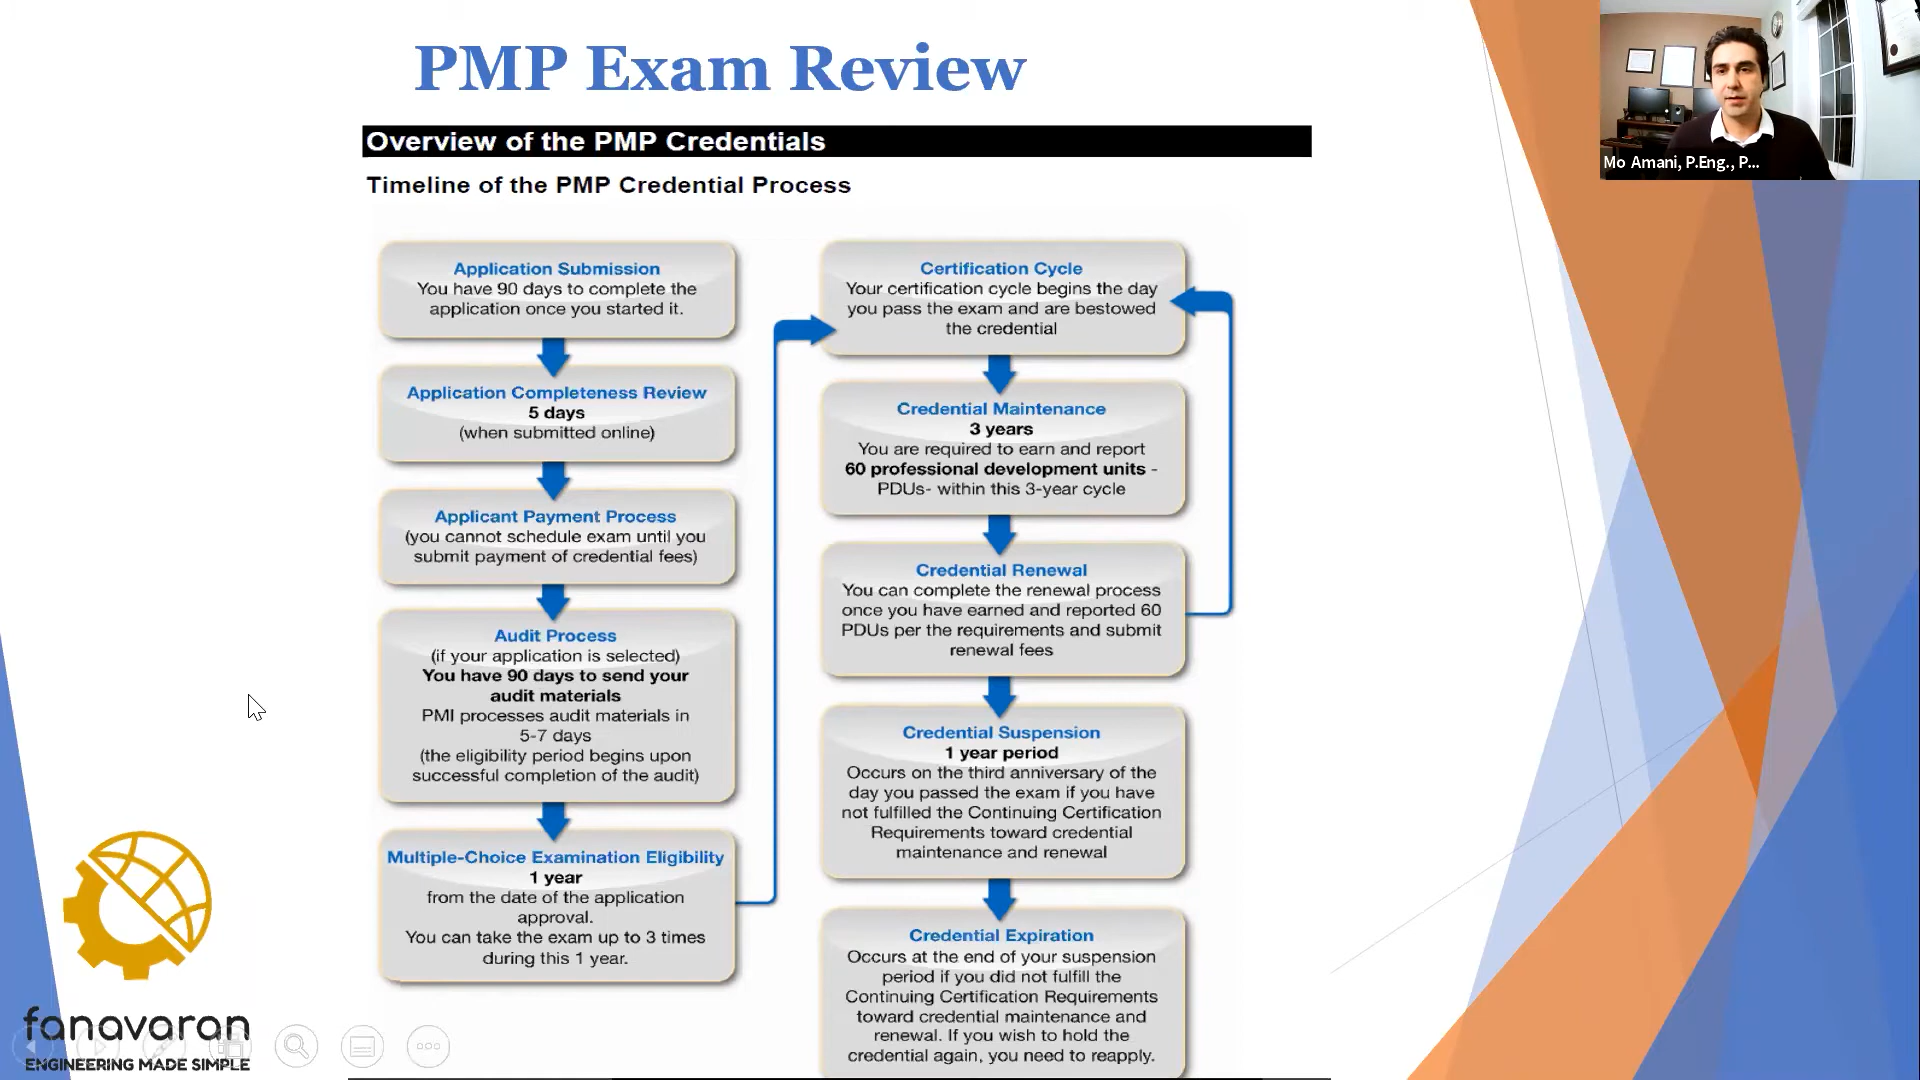 PMP Exam Review
Overview of the PMP Credentials
Timeline of the PMP Credential Process
Application Submission
You have 90 days to complete the
application once you started it.
Application Completeness Review
5 days
(when submitted online)
Applicant Payment Process
(you cannot schedule exam until you
submit payment of credential fees)
Audit Process
(if your application is selected)
You have 90 days to send your
audit materials
PMI processes audit materials in
5-7 days
(the eligibility period begins upon
successful completion of the audit)
Multiple-Choice Examination Eligibility
1 year
from the date of the application
approval.
You can take the exam up to 3 times
during this 1 year.
Certification Cycle
Your certification cycle begins the day
you pass the exam and are bestowed
the credential
Credential Maintenance
3 years
You are required to earn and report
60 professional development units -
PDUs- within this 3-year cycle
Credential Renewal
You can complete the renewal process
once you have earned and reported 60
PDUs per the requirements and submit
renewal fees
Credential Suspension
1 year period
Occurs on the third anniversary of the
day you passed the exam if you have
not fulfilled the Continuing Certification
Requirements toward credential
maintenance and renewal
Credential Expiration
Occurs at the end of your suspension
period if you did not fulfill the
Continuing Certification Requirements
toward credential maintenance and
renewal. If you wish to hold the
credential again, you need to reapply.
Mo Amani, P.Eng., P...
fanavaran
ENGINEERING MADE SIMPLE